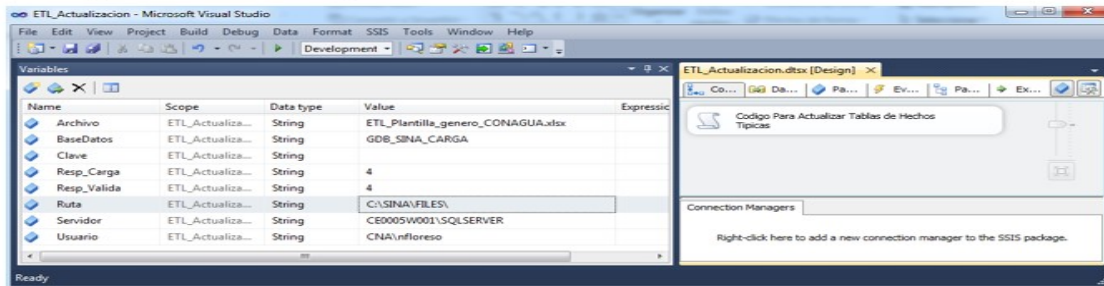 ETL_Actualizacion - Microsoft Visual Studio
File Edit View Project Build Debug Data Format SSIS Tools Window Help
Development
Variables
ETL_Actualizacion.dtsx [Design]
Co... Da... Pa... Ev... Pa... Ex...
Name Scope Data type Value Expressic
Archivo ETL_Actualiza... String ETL_Plantilla_genero_CONAGUA.xlsx
BaseDatos ETL_Actualiza... String GDB_SINA_CARGA
Clave ETL_Actualiza... String
Resp_Carga ETL_Actualiza... String 4
Resp_Valida ETL_Actualiza... String 4
Ruta ETL_Actualiza... String C:\SINA\FILES\
Servidor ETL_Actualiza... String CE0005W001\SQLSERVER
Usuario ETL_Actualiza... String CNA\nfloreso
Codigo Para Actualizar Tablas de Hechos
Tipicas
Connection Managers
Right-click here to add a new connection manager to the SSIS package.
Ready